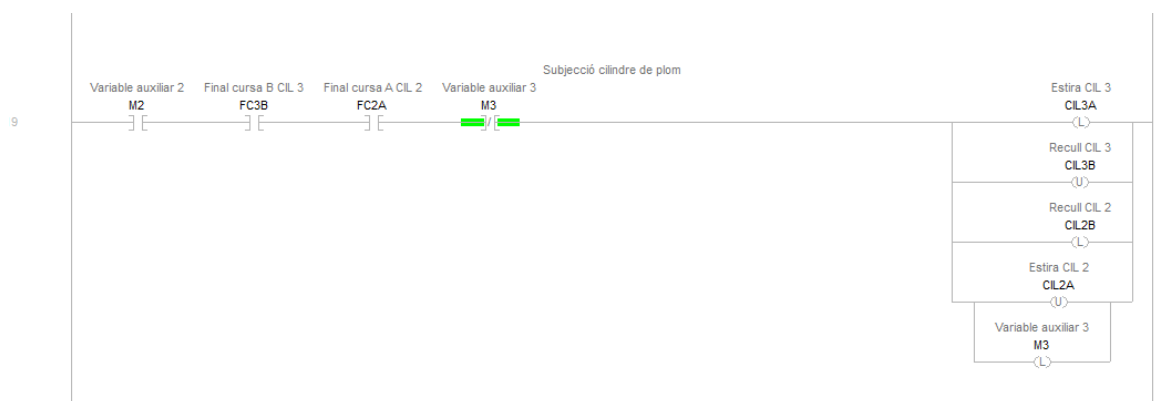 Subjecció cilindre de plom
Variable auxiliar 2 Final cursa B CIL 3 Final cursa A CIL 2 Variable auxiliar 3 Estira CIL 3
M2 FC3B FC2A M3 CIL3A
9 / L
Recull CIL 3
CIL3B
U
Recull CIL 2
CIL2B
L
Estira CIL 2
CIL2A
U
Variable auxiliar 3
M3
L